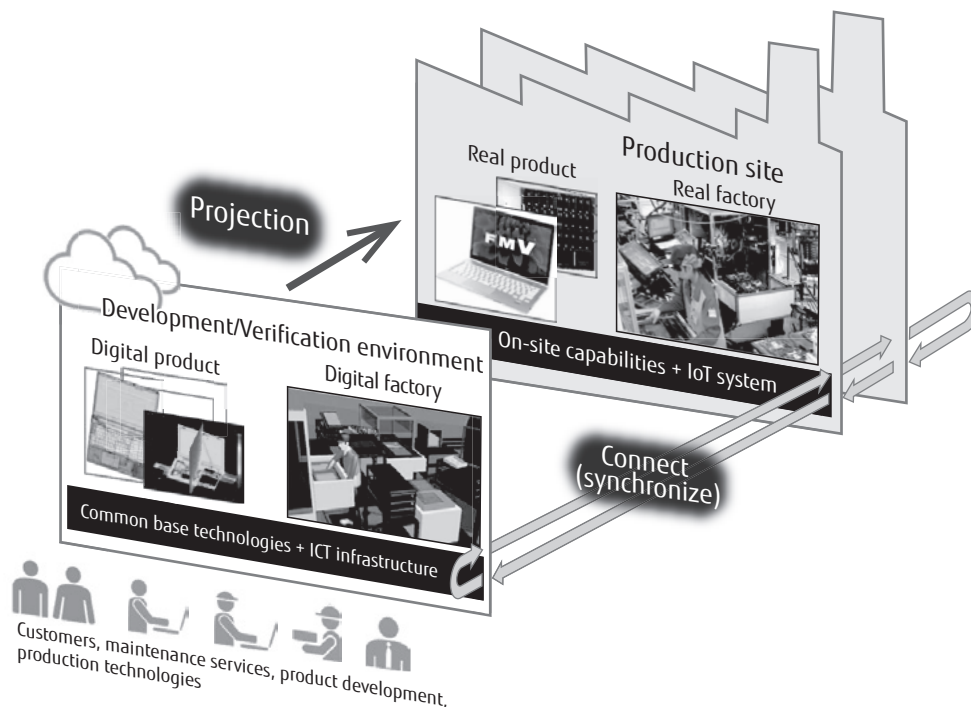 Production site
Real product
Real factory
FMV
Projection
On-site capabilities + IoT system
Development/Verification environment
Digital product
Digital factory
Connect
(synchronize)
Common base technologies + ICT infrastructure
Customers, maintenance services, product development,
production technologies